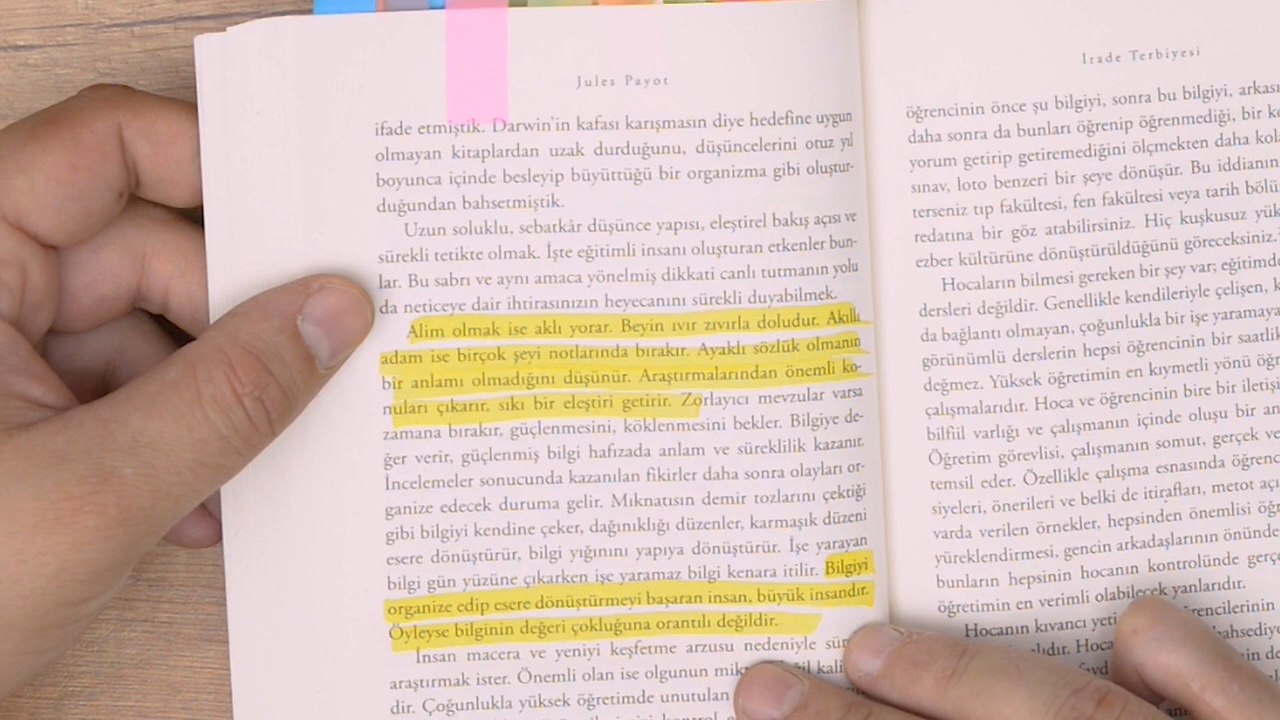 Jules Payot
ifade etmiştik. Darwin'in kafası karışmasın diye hedefine uygun
olmayan kitaplardan uzak durduğunu, düşüncelerini otuz yıl
boyunca içinde besleyip büyüttüğü bir organizma gibi oluştur-
duğundan bahsetmiştik.
Uzun soluklu, sebatkâr düşünce yapısı, eleştirel bakış açısı ve
sürekli tetikte olmak. İşte eğitimli insanı oluşturan etkenler bun-
lar. Bu sabrı ve aynı amaca yönelmiş dikkati canlı tutmanın yolu
da neticeye dair ihtirasınızın heyecanını sürekli duyabilmek.
Alim olmak ise aklı yorar. Beyin ıvır zıvırla doludur. Akıllı
adam ise birçok şeyi notlarında bırakır. Ayaklı sözlük olmanın
bir anlamı olmadığını düşünür. Araştırmalarından önemli ko-
nuları çıkarır, sıkı bir eleştiri getirir. Zorlayıcı mevzular varsa
zamana bırakır, güçlenmesini, köklenmesini bekler. Bilgiye de-
ğer verir, güçlenmiş bilgi hafızada anlam ve süreklilik kazanır.
İncelemeler sonucunda kazanılan fikirler daha sonra olayları or-
ganize edecek duruma gelir. Mıknatısın demir tozlarını çektiği
gibi bilgiyi kendine çeker, dağınıklığı düzenler, karmaşık düzeni
esere dönüştürür, bilgi yığınını yapıya dönüştürür. İşe yarayan
bilgi gün yüzüne çıkarken işe yaramaz bilgi kenara itilir. Bilgiyi
organize edip esere dönüştürmeyi başaran insan, büyük insandır.
Öyleyse bilginin değeri çokluğuna orantılı değildir.
İnsan macera ve yeniyi keşfetme arzusu nedeniyle
araştırmak ister. Önemli olan ise olgunun
dir. Çoğunlukla yüksek öğretimde unutulan
İrade Terbiyesi
öğrencinin önce şu bilgiyi, sonra bu bilgiyi,
daha sonra da bunları öğrenip öğrenmediği, bir
yorum getirip getiremediğini ölçmekten daha
sınav, loto benzeri bir şeye dönüşür. Bu iddianın
terseniz tıp fakültesi, fen fakültesi veya tarih
redatına bir göz atabilirsiniz. Hiç kuşkusuz
ezber kültürüne dönüştürüldüğünü göreceksiniz
Hocaların bilmesi gereken bir şey var; eğitimde
dersleri değildir. Genellikle kendileriyle çelişen,
da bağlantı olmayan, çoğunlukla bir işe yaramayan
görünümlü derslerin hepsi öğrencinin bir saatlik
değmez. Yüksek öğretimin en kıymetli yönü
çalışmalarıdır. Hoca ve öğrencinin bire bir
bilfiil varlığı ve çalışmanın içinde oluşu bir
Öğretim görevlisi, çalışmanın somut, gerçek
temsil eder. Özellikle çalışma esnasında
siyeleri, önerileri ve belki de itirafları, metot
varda verilen örnekler, hepsinden önemlisi
yüreklendirmesi, gencin arkadaşlarının önünde
bunların hepsinin hocanın kontrolünde
öğretimin en verimli olabilecek yanlarıdır.
Hocanın kıvancı